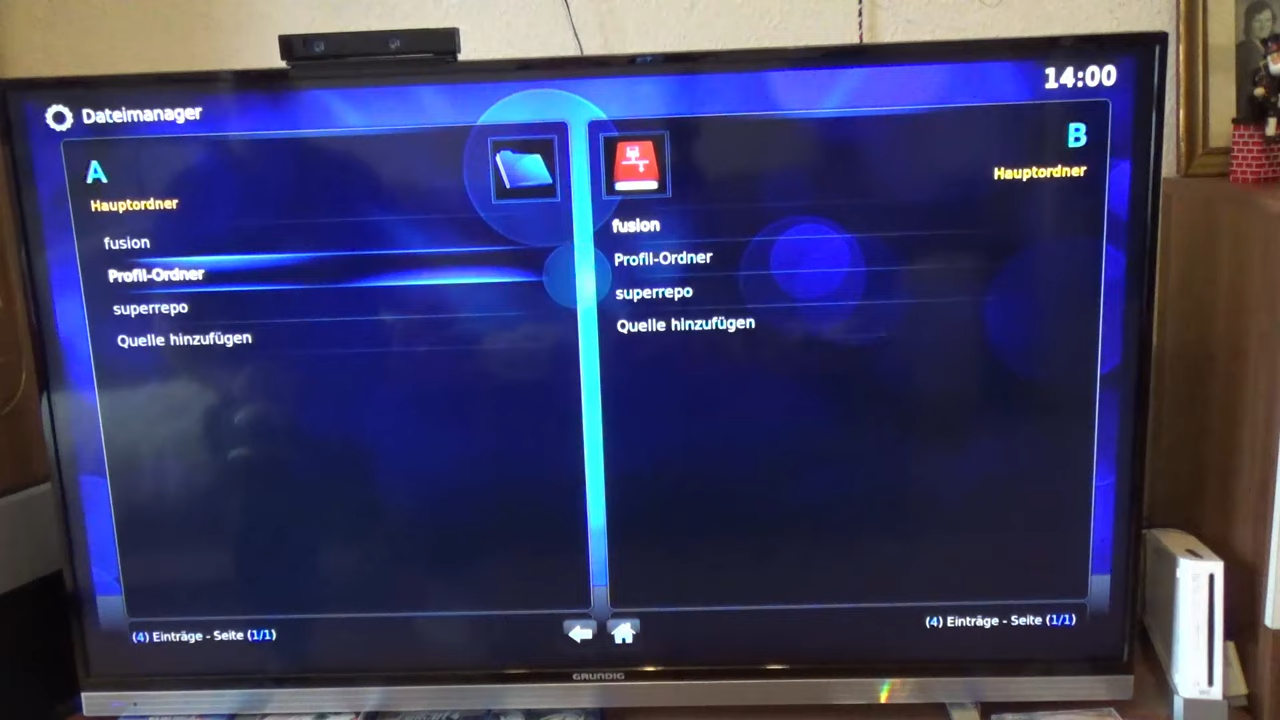 14:00
Dateimanager
A
Hauptordner
fusion
Profil-Ordner
superrepo
Quelle hinzufügen
(4) Einträge - Seite (1/1)
B
Hauptordner
fusion
Profil-Ordner
superrepo
Quelle hinzufügen
(4) Einträge - Seite (1/1)
GRUNDIG